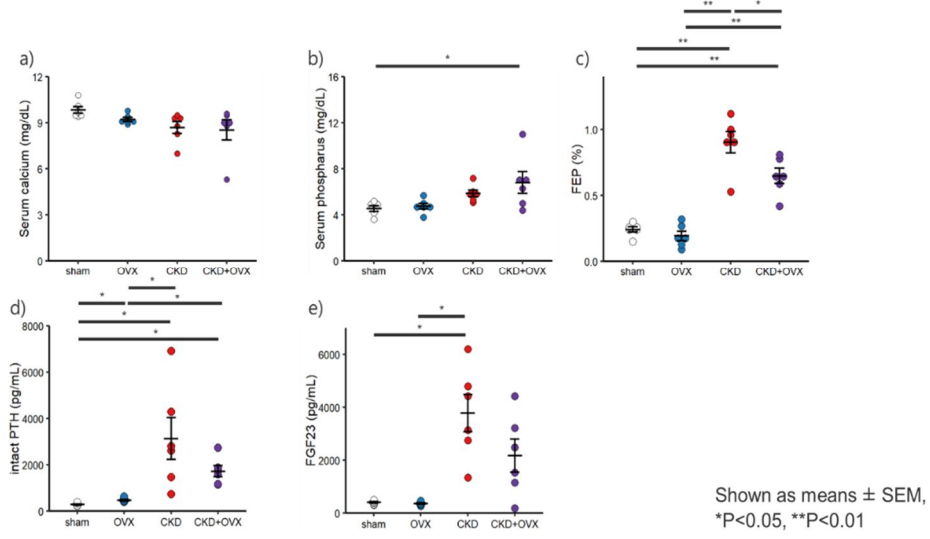 ** *
**
**
**
a)
Serum calcium (mg/dL)
12
9
6
3
0
sham OVX CKD CKD+OVX
b)
*
Serum phospharus (mg/dL)
16
12
8
4
0
sham OVX CKD CKD+OVX
c)
FEP (%)
1.0
0.5
0.0
sham OVX CKD CKD+OVX
d)
*
* *
*
*
intact PTH (pg/mL)
8000
6000
4000
2000
0
sham OVX CKD CKD+OVX
e)
*
*
FGF23 (pg/mL)
6000
4000
2000
0
sham OVX CKD CKD+OVX
Shown as means ± SEM,
*P<0.05, **P<0.01